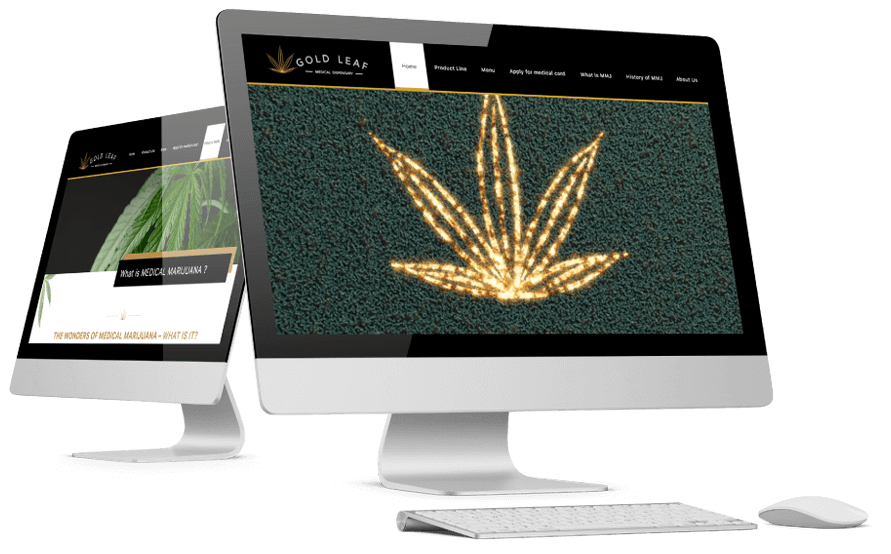 GOLD LEAF
MEDICAL DISPENSARY
Home Product Line Menu Apply for medical card What is MMJ History of MMJ About Us
GOLD LEAF
What is MEDICAL MARIJUANA ?
THE WONDERS OF MEDICAL MARIJUANA – WHAT IS IT?